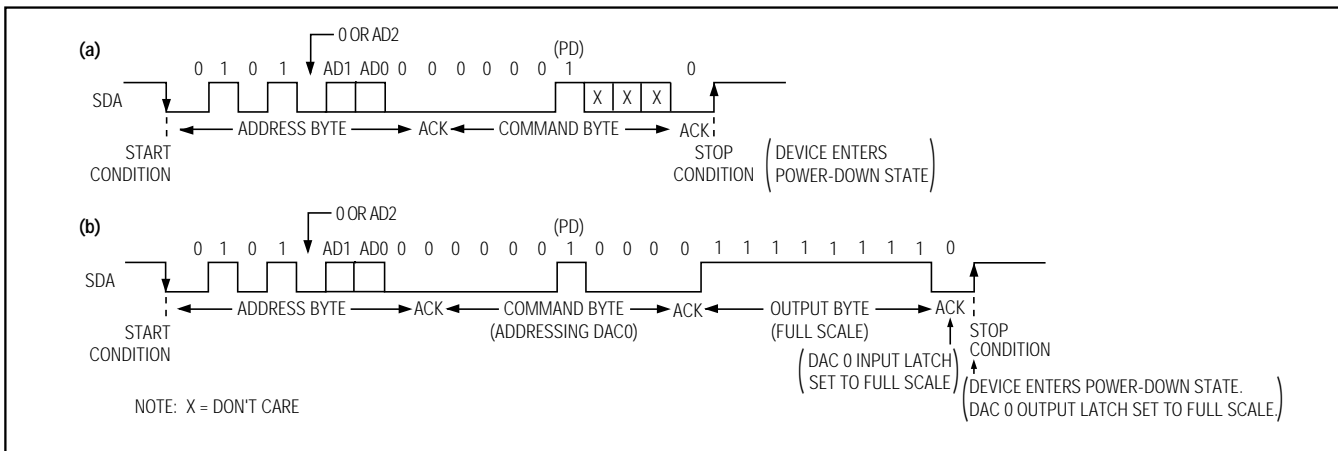 (a)
0 OR AD2
(PD)
0 1 0 1 AD1 AD0 0 0 0 0 0 0 1 0
SDA X X X
ADDRESS BYTE ACK COMMAND BYTE ACK
START CONDITION
STOP CONDITION
(DEVICE ENTERS
POWER-DOWN STATE)
(b)
0 OR AD2
(PD)
0 1 0 1 AD1 AD0 0 0 0 0 0 0 1 0 0 0 0 1 1 1 1 1 1 1 1 0
SDA
ADDRESS BYTE ACK COMMAND BYTE ACK OUTPUT BYTE ACK
(ADDRESSING DAC0) (FULL SCALE)
START CONDITION
STOP CONDITION
(DAC 0 INPUT LATCH
SET TO FULL SCALE)
(DEVICE ENTERS POWER-DOWN STATE.
DAC 0 OUTPUT LATCH SET TO FULL SCALE.)
NOTE: X = DON'T CARE